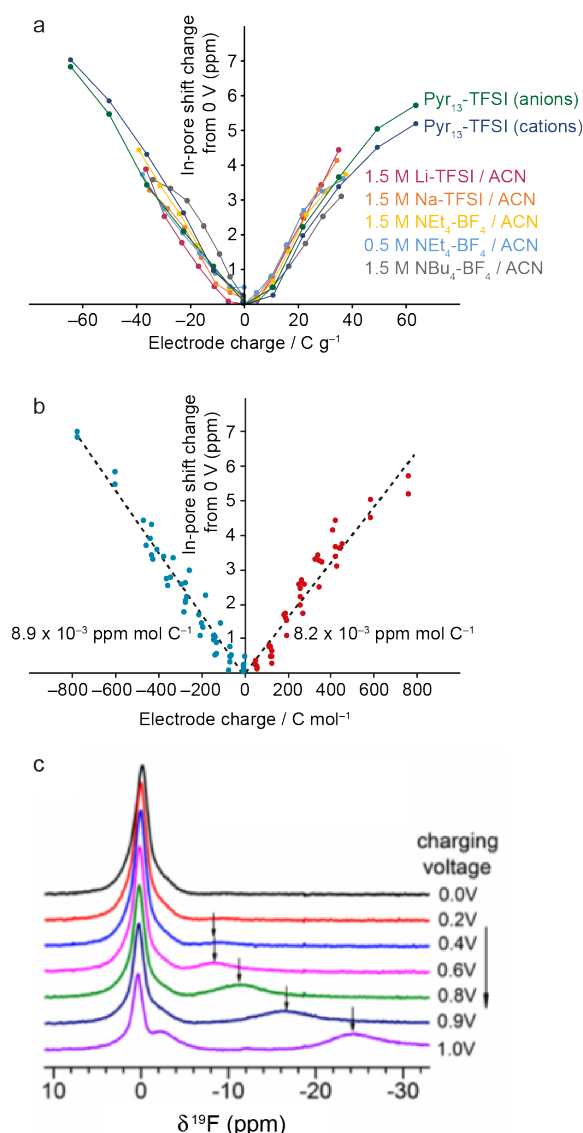 a
In-pore shift change
from 0 V (ppm)
7
6
5
4
3
2
1
Pyr₁₃-TFSI (anions)
Pyr₁₃-TFSI (cations)
1.5 M Li-TFSI / ACN
1.5 M Na-TFSI / ACN
1.5 M NEt₄-BF₄ / ACN
0.5 M NEt₄-BF₄ / ACN
1.5 M NBu₄-BF₄ / ACN
−60 −40 −20 0 20 40 60
Electrode charge / C g⁻¹
b
In-pore shift change
from 0 V (ppm)
7
6
5
4
3
2
1
8.9 x 10⁻³ ppm mol C⁻¹
8.2 x 10⁻³ ppm mol C⁻¹
−800 −600 −400 −200 0 200 400 600 800
Electrode charge / C mol⁻¹
c
charging
voltage
0.0V
0.2V
0.4V
0.6V
0.8V
0.9V
1.0V
10 0 -10 -20 -30
δ¹⁹F (ppm)